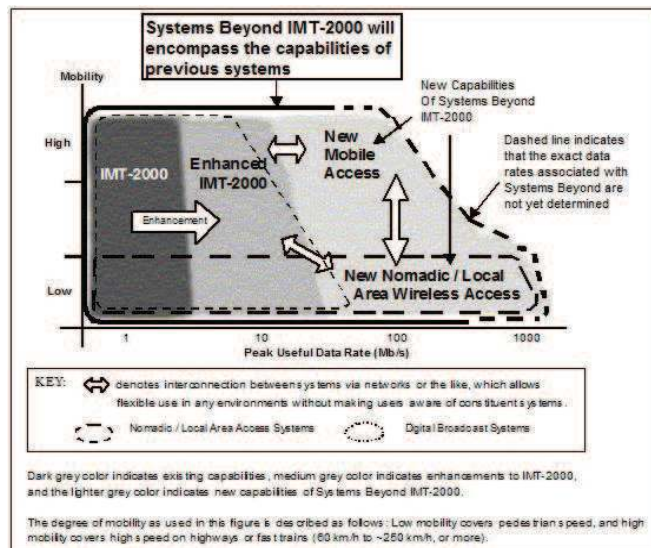 Systems Beyond IMT-2000 will
encompass the capabilities of
previous systems
Mobility
New Capabilities
Of Systems Beyond
IMT-2000
High
New
Mobile
Access
Enhanced
IMT-2000
IMT-2000
Dashed line indicates
that the exact data
rates associated with
Systems Beyond are
not yet determined
Enhancement
New Nomadic / Local
Area Wireless Access
Low
1
10
100
1000
Peak Useful Data Rate (Mb/s)
KEY:
denotes interconnection between systems via networks or the like, which allows
flexible use in any environments without making users aware of constituent systems.
Nomadic / Local Area Access Systems
Digital Broadcast Systems
Dark grey color indicates existing capabilities, medium grey color indicates enhancements to IMT-2000,
and the lighter grey color indicates new capabilities of Systems Beyond IMT-2000.
The degree of mobility as used in this figure is described as follows: Low mobility covers pedestrian speed, and high
mobility covers high speed on highways or fast trains (60 km/h to ~250 km/h, or more).